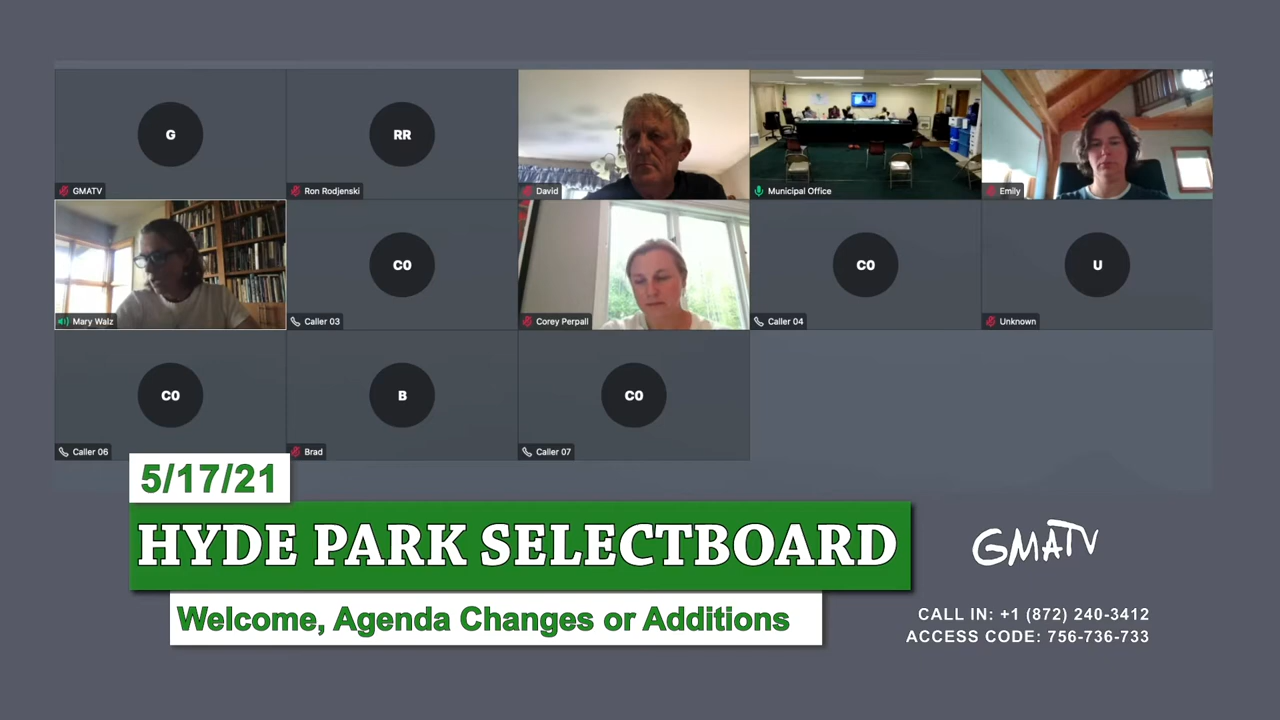 G
RR
GMATV
Ron Rodjenski
David
Municipal Office
Emily
C0
C0
U
Mary Walz
Caller 03
Corey Perpall
Caller 04
Unknown
C0
B
C0
Caller 06
Brad
Caller 07
5/17/21
HYDE PARK SELECTBOARD
Welcome, Agenda Changes or Additions
GMATV
CALL IN: +1 (872) 240-3412
ACCESS CODE: 756-736-733